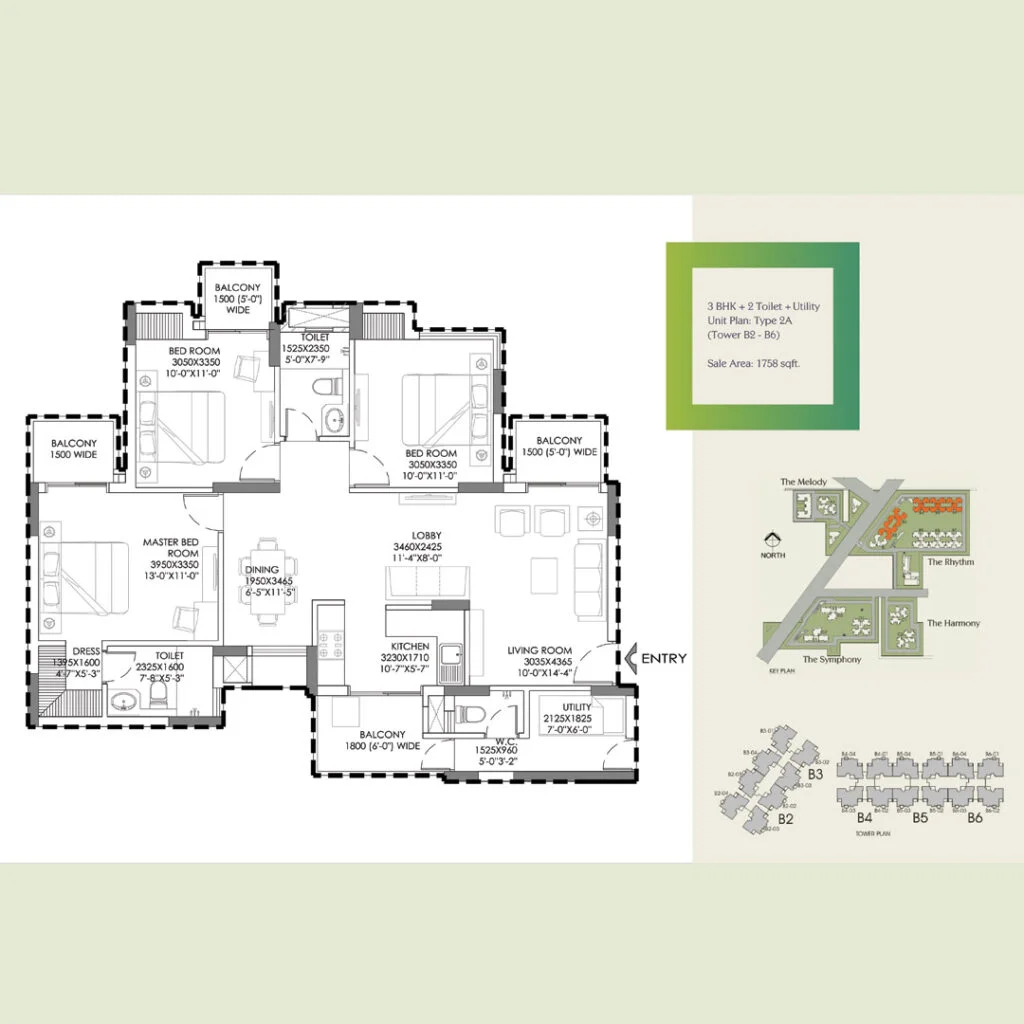 BALCONY
1500 (5'-0")
WIDE
BED ROOM
3050X3350
10'-0"X11'-0"
TOILET
1525X2350
5'-0"X7'-9"
BED ROOM
3050X3350
10'-0"X11'-0"
BALCONY
1500 WIDE
BALCONY
1500 (5'-0") WIDE
MASTER BED
ROOM
3950X3350
13'-0"X11'-0"
LOBBY
3460X2425
11'-4"X8'-0"
DINING
1950X3465
6'-5"X11'-5"
DRESS
1395X1600
4'-7"X5'-3"
TOILET
2325X1600
7'-8"X5'-3"
KITCHEN
3230X1710
10'-7"X5'-7"
LIVING ROOM
3035X4365
10'-0"X14'-4"
ENTRY
BALCONY
1800 (6'-0") WIDE
W.C.
1525X960
5'-0"3'-2"
UTILITY
2125X1825
7'-0"X6'-0"
3 BHK + 2 Toilet + Utility
Unit Plan: Type 2A
(Tower B2 - B6)
Sale Area: 1758 sqft.
The Melody
NORTH
The Rhythm
The Harmony
The Symphony
KEY PLAN
B3
B2
B4
B5
B6
TOWER PLAN